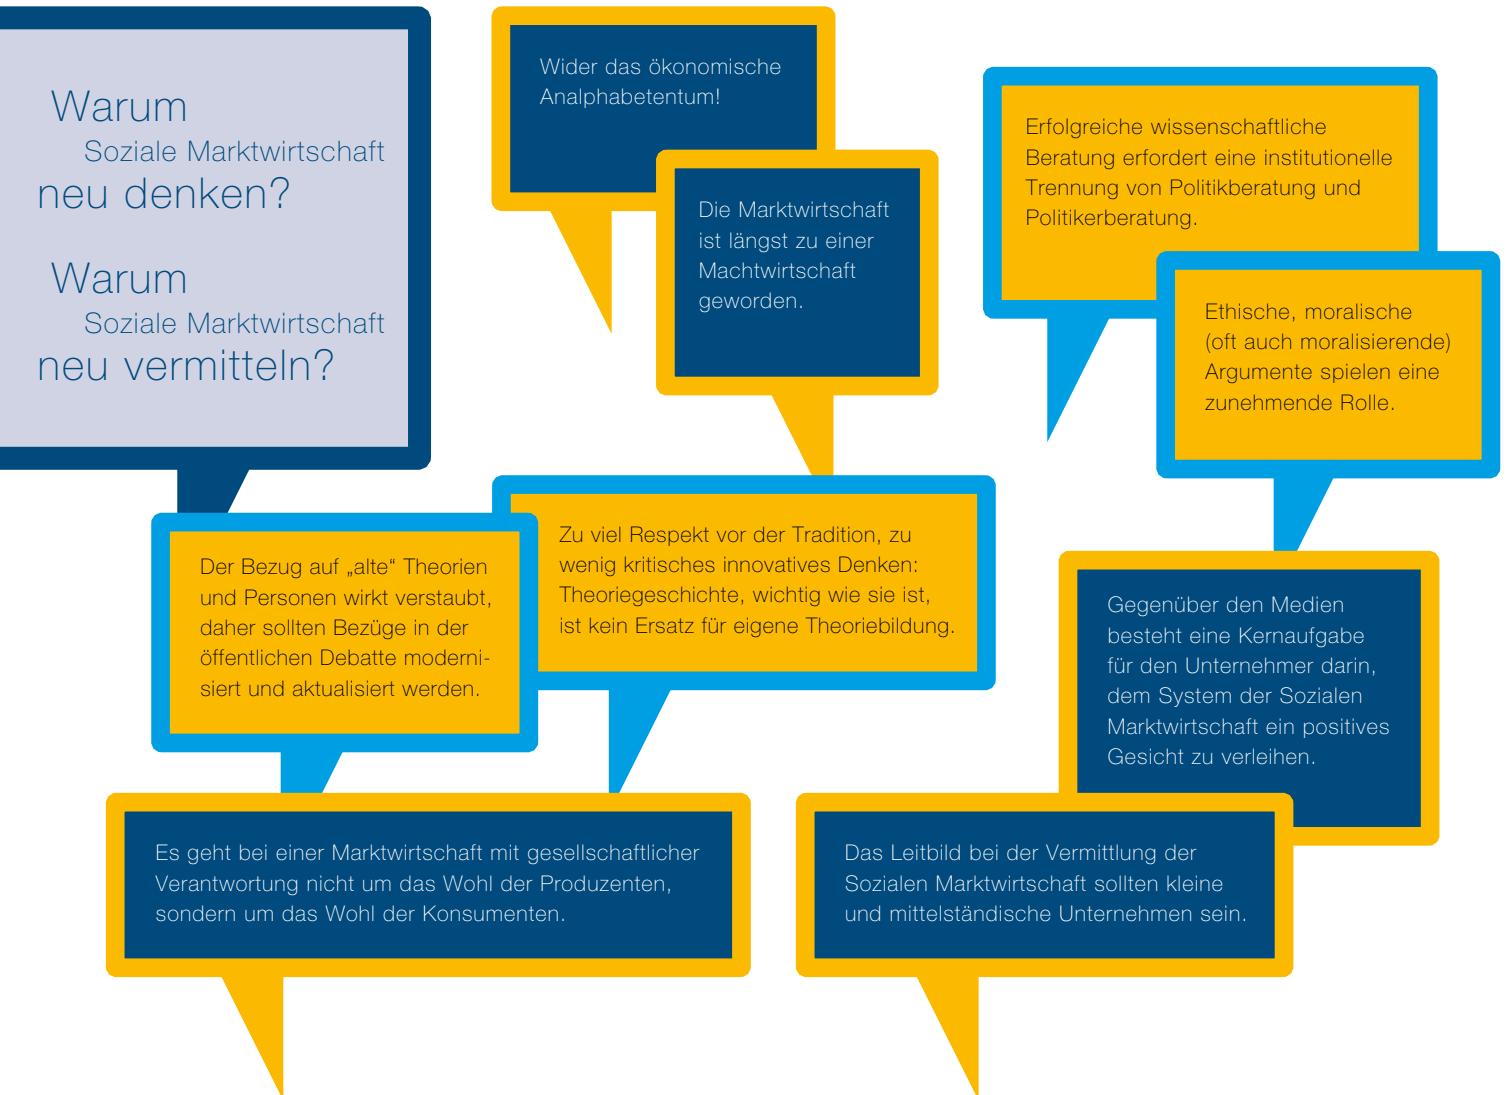 Warum
Soziale Marktwirtschaft
neu denken?
Warum
Soziale Marktwirtschaft
neu vermitteln?
Wider das ökonomische
Analphabetentum!
Die Marktwirtschaft
ist längst zu einer
Machtwirtschaft
geworden.
Erfolgreiche wissenschaftliche
Beratung erfordert eine institutionelle
Trennung von Politikberatung und
Politikerberatung.
Ethische, moralische
(oft auch moralisierende)
Argumente spielen eine
zunehmende Rolle.
Der Bezug auf „alte“ Theorien
und Personen wirkt verstaubt,
daher sollten Bezüge in der
öffentlichen Debatte moderni-
siert und aktualisiert werden.
Zu viel Respekt vor der Tradition, zu
wenig kritisches innovatives Denken:
Theoriegeschichte, wichtig wie sie ist,
ist kein Ersatz für eigene Theoriebildung.
Gegenüber den Medien
besteht eine Kernaufgabe
für den Unternehmer darin,
dem System der Sozialen
Marktwirtschaft ein positives
Gesicht zu verleihen.
Es geht bei einer Marktwirtschaft mit gesellschaftlicher
Verantwortung nicht um das Wohl der Produzenten,
sondern um das Wohl der Konsumenten.
Das Leitbild bei der Vermittlung der
Sozialen Marktwirtschaft sollten kleine
und mittelständische Unternehmen sein.